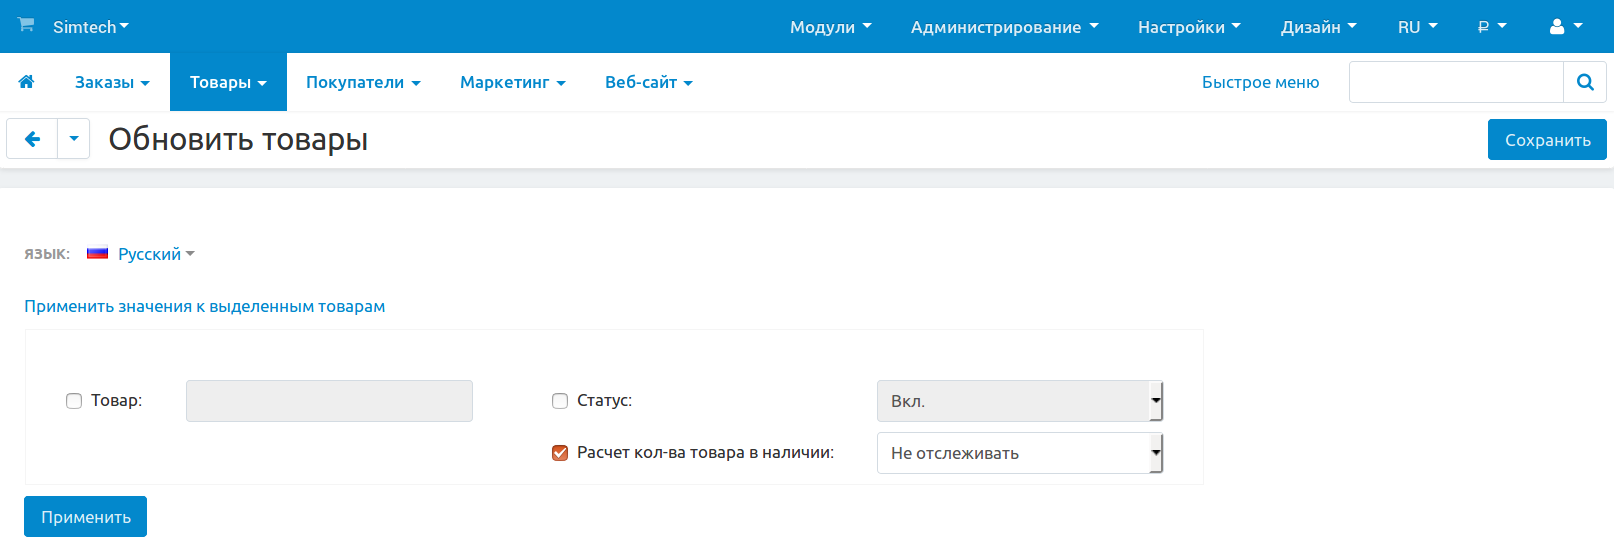 Simtech Модули Администрирование Настройки Дизайн RU ₽
Заказы Товары Покупатели Маркетинг Веб-сайт Быстрое меню
Обновить товары Сохранить
ЯЗЫК: Русский
Применить значения к выделенным товарам
Товар: Статус: Вкл.
Расчет кол-ва товара в наличии: Не отслеживать
Применить